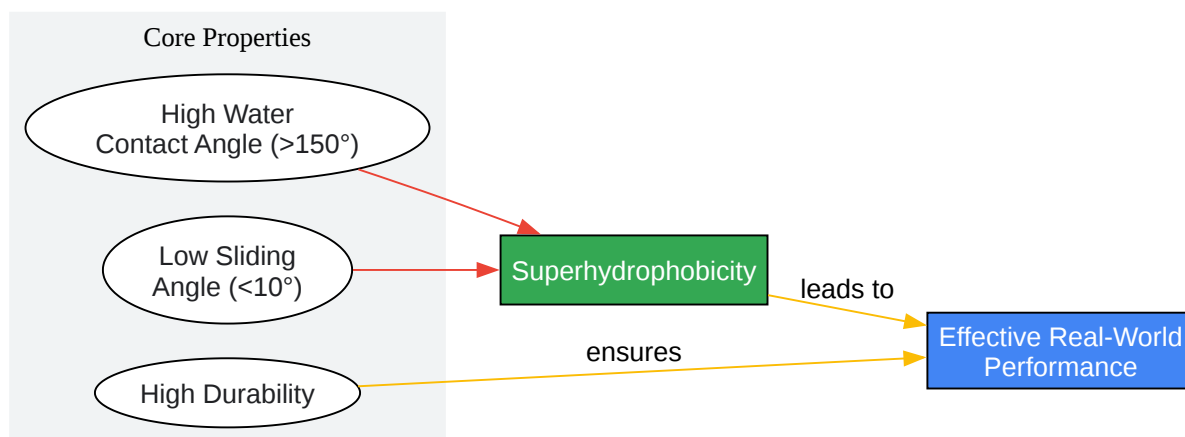 Core Properties
High Water
Contact Angle (>150°)
Low Sliding
Angle (<10°)
High Durability
Superhydrophobicity
leads to
ensures
Effective Real-World
Performance